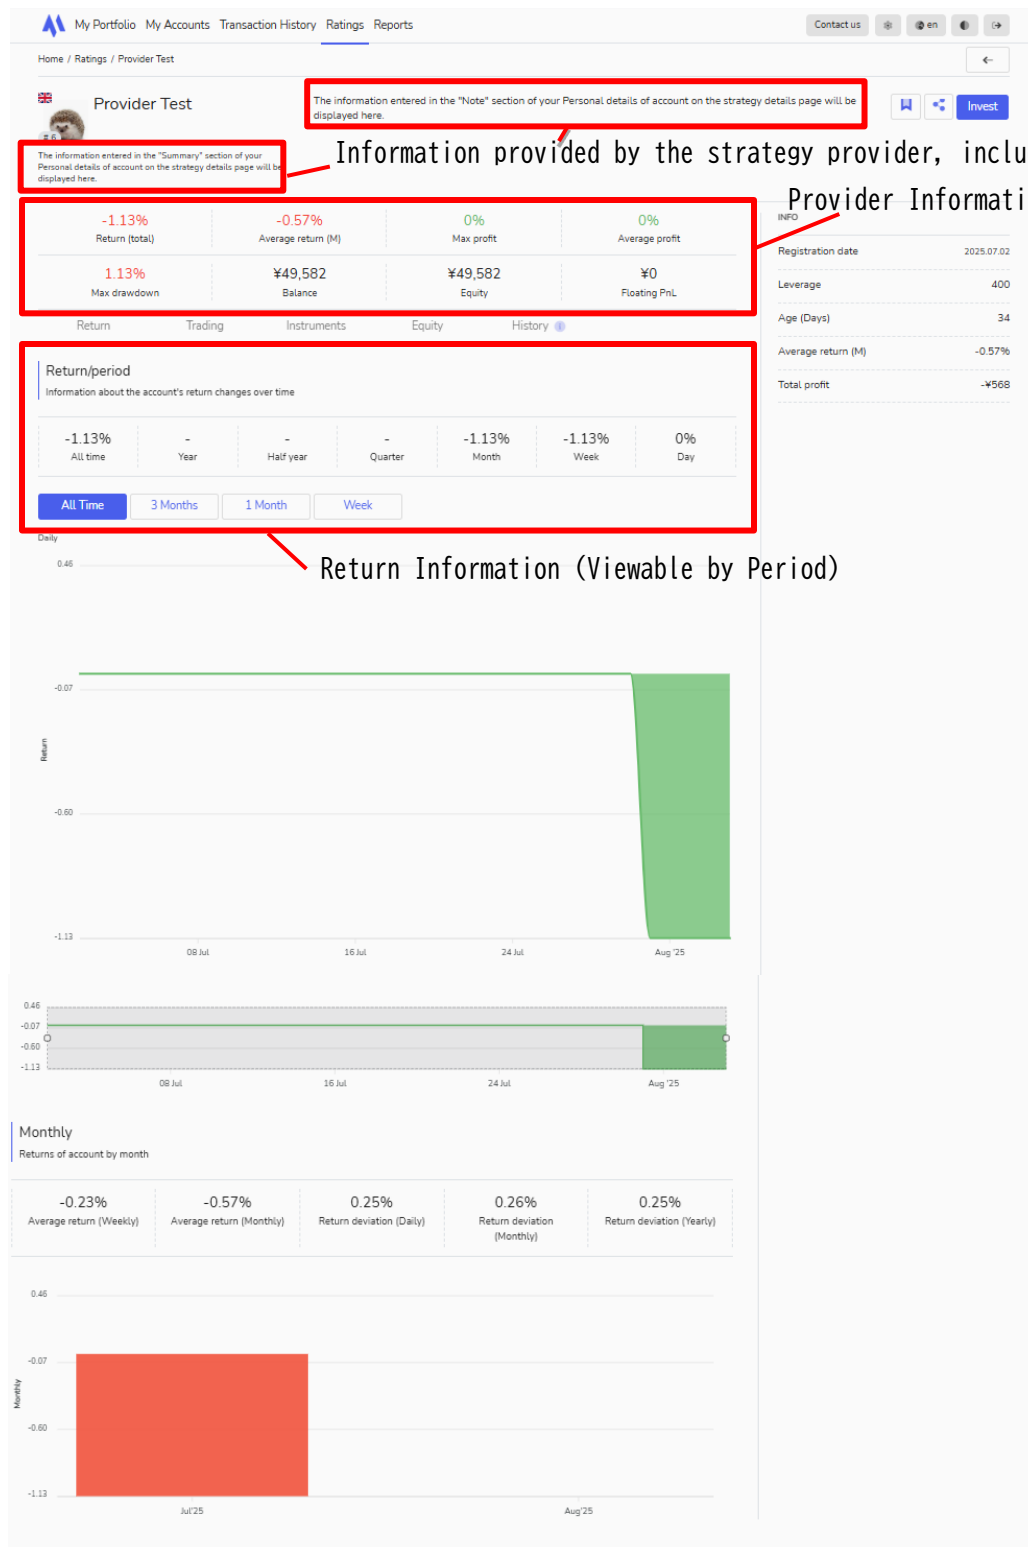 My Portfolio My Accounts Transaction History Ratings Reports Contact us en
Home / Ratings / Provider Test
Provider Test
The information entered in the "Note" section of your Personal details of account on the strategy details page will be
displayed here.
Invest
# 6
The information entered in the "Summary" section of your
Personal details of account on the strategy details page will be
displayed here.
Information provided by the strategy provider, inclu
Provider Informati
-1.13% -0.57% 0% 0%
Return (total) Average return (M) Max profit Average profit
1.13% ¥49,582 ¥49,582 ¥0
Max drawdown Balance Equity Floating PnL
INFO
Registration date 2025.07.02
Leverage 400
Age (Days) 34
Average return (M) -0.57%
Total profit -¥568
Return Trading Instruments Equity History i
Return/period
Information about the account's return changes over time
-1.13% - - - -1.13% -1.13% 0%
All time Year Half year Quarter Month Week Day
All Time 3 Months 1 Month Week
Return Information (Viewable by Period)
Daily
0.46
-0.07
Return
-0.60
-1.13
08 Jul 16 Jul 24 Jul Aug '25
0.46
-0.07
-0.60
-1.13
08 Jul 16 Jul 24 Jul Aug '25
Monthly
Returns of account by month
-0.23% -0.57% 0.25% 0.26% 0.25%
Average return (Weekly) Average return (Monthly) Return deviation (Daily) Return deviation Return deviation (Yearly)
(Monthly)
0.46
-0.07
Monthly
-0.60
-1.13
Jul'25 Aug'25